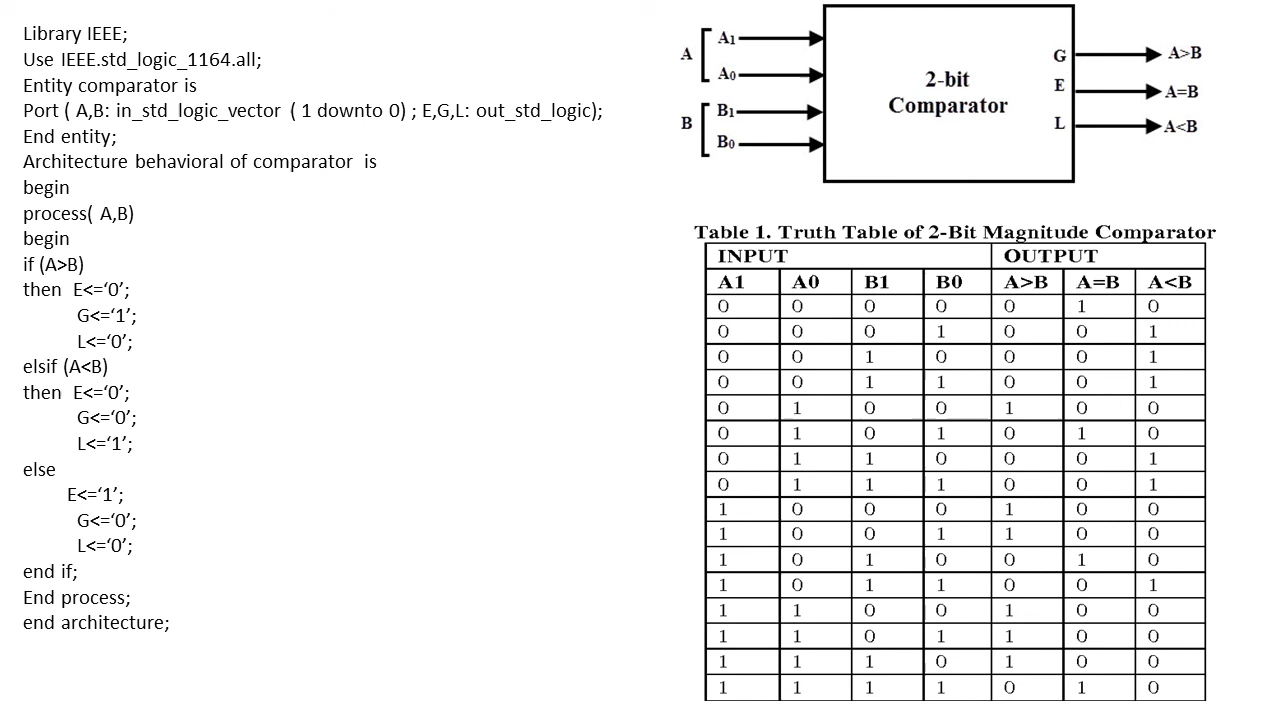 Library IEEE;
Use IEEE.std_logic_1164.all;
Entity comparator is
Port ( A,B: in_std_logic_vector ( 1 downto 0) ; E,G,L: out_std_logic);
End entity;
Architecture behavioral of comparator is
begin
process( A,B)
begin
if (A>B)
then E<=‘0’;
G<=‘1’;
L<=‘0’;
elsif (A<B)
then E<=‘0’;
G<=‘0’;
L<=‘1’;
else
E<=‘1’;
G<=‘0’;
L<=‘0’;
end if;
End process;
end architecture;
A
A1
A0
B
B1
B0
2-bit
Comparator
G
E
L
A>B
A=B
A<B
Table 1. Truth Table of 2-Bit Magnitude Comparator
INPUT OUTPUT
A1 A0 B1 B0 A>B A=B A<B
0 0 0 0 0 1 0
0 0 0 1 0 0 1
0 0 1 0 0 0 1
0 0 1 1 0 0 1
0 1 0 0 1 0 0
0 1 0 1 0 1 0
0 1 1 0 0 0 1
0 1 1 1 0 0 1
1 0 0 0 1 0 0
1 0 0 1 1 0 0
1 0 1 0 0 1 0
1 0 1 1 0 0 1
1 1 0 0 1 0 0
1 1 0 1 1 0 0
1 1 1 0 1 0 0
1 1 1 1 0 1 0